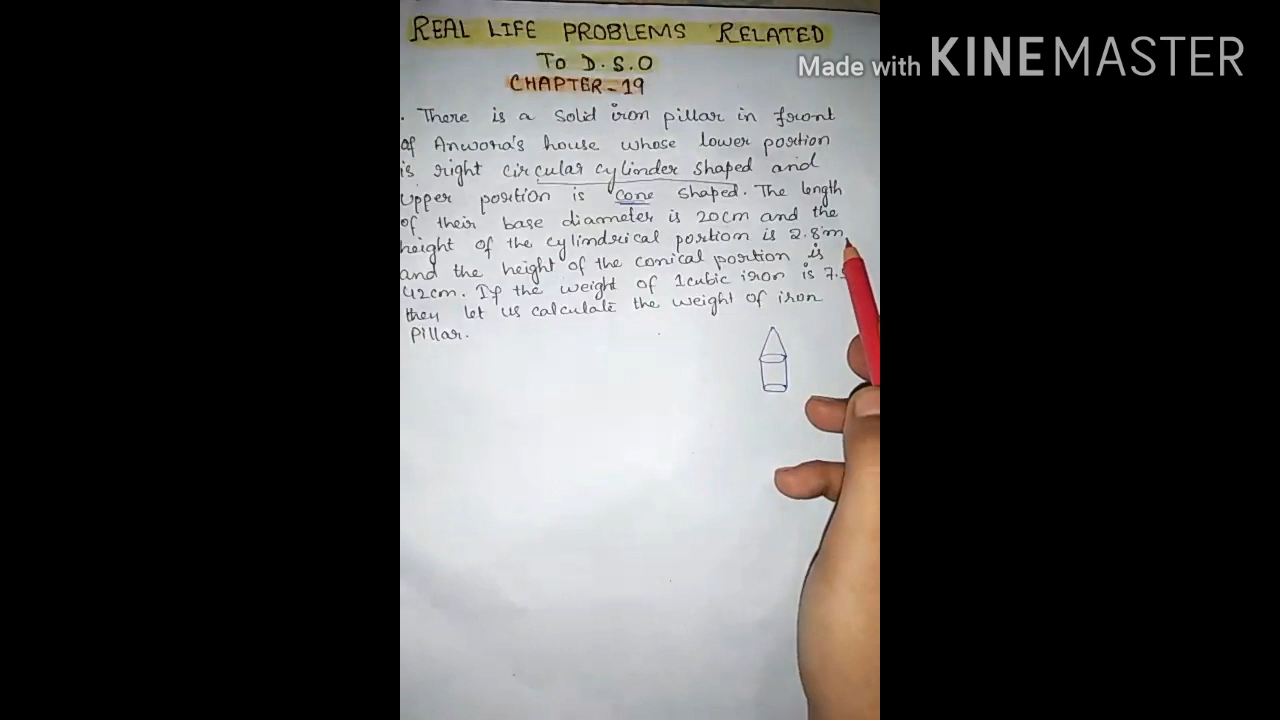 Made with KINEMASTER
REAL LIFE PROBLEMS RELATED
TO D.S.O
CHAPTER-19
. There is a solid iron pillar in front
of Anwora's house whose lower portion
is right circular cylinder shaped and
upper portion is cone shaped. The length
of their base diameter is 20cm and the
height of the cylindrical portion is 2.8m
and the height of the conical portion is
42cm. If the weight of 1cubic iron is 7.5
then let us calculate the weight of iron
Pillar.